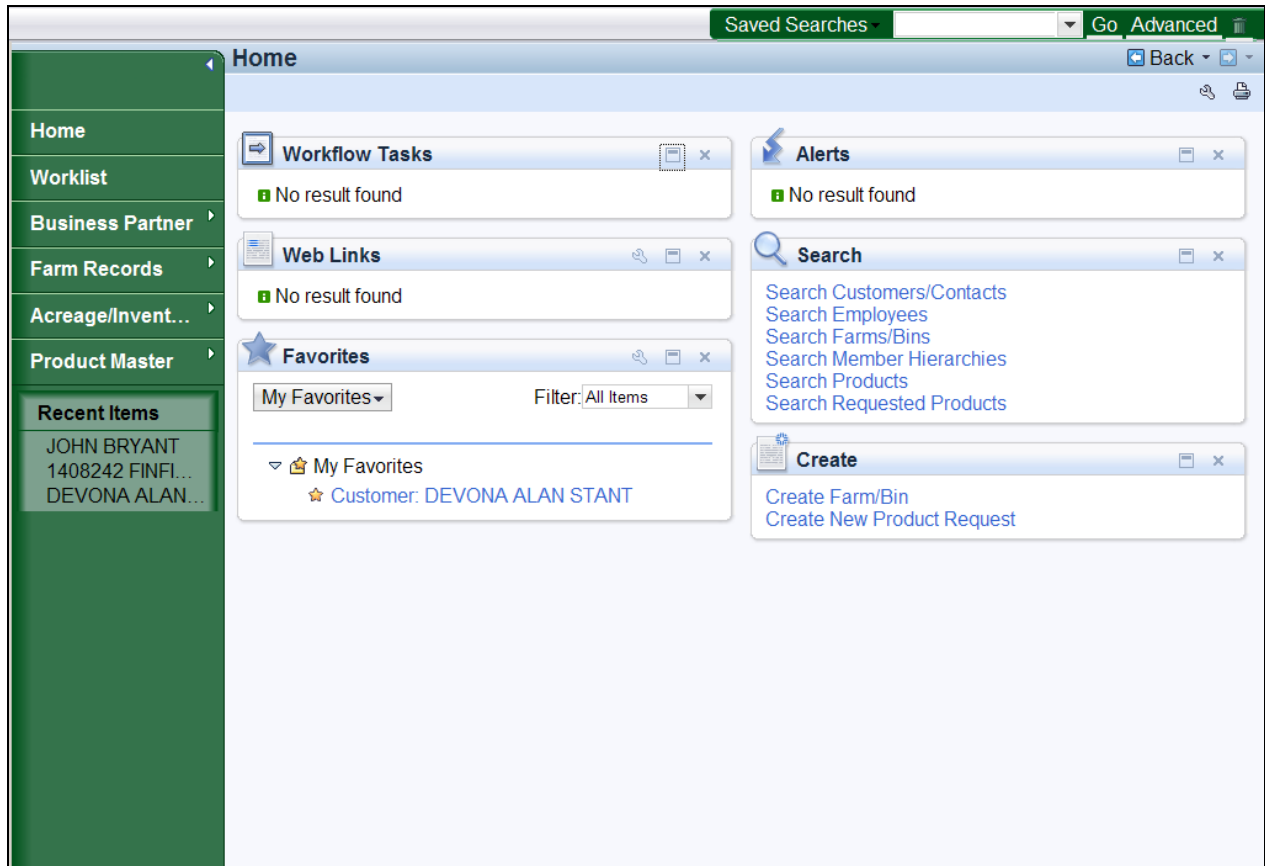 Saved Searches
Go Advanced
Home
Back
Home
Worklist
Business Partner
Farm Records
Acreage/Invent...
Product Master
Recent Items
JOHN BRYANT
1408242 FINFI...
DEVONA ALAN...
Workflow Tasks
No result found
Web Links
No result found
Favorites
My Favorites
Filter: All Items
My Favorites
Customer: DEVONA ALAN STANT
Alerts
No result found
Search
Search Customers/Contacts
Search Employees
Search Farms/Bins
Search Member Hierarchies
Search Products
Search Requested Products
Create
Create Farm/Bin
Create New Product Request